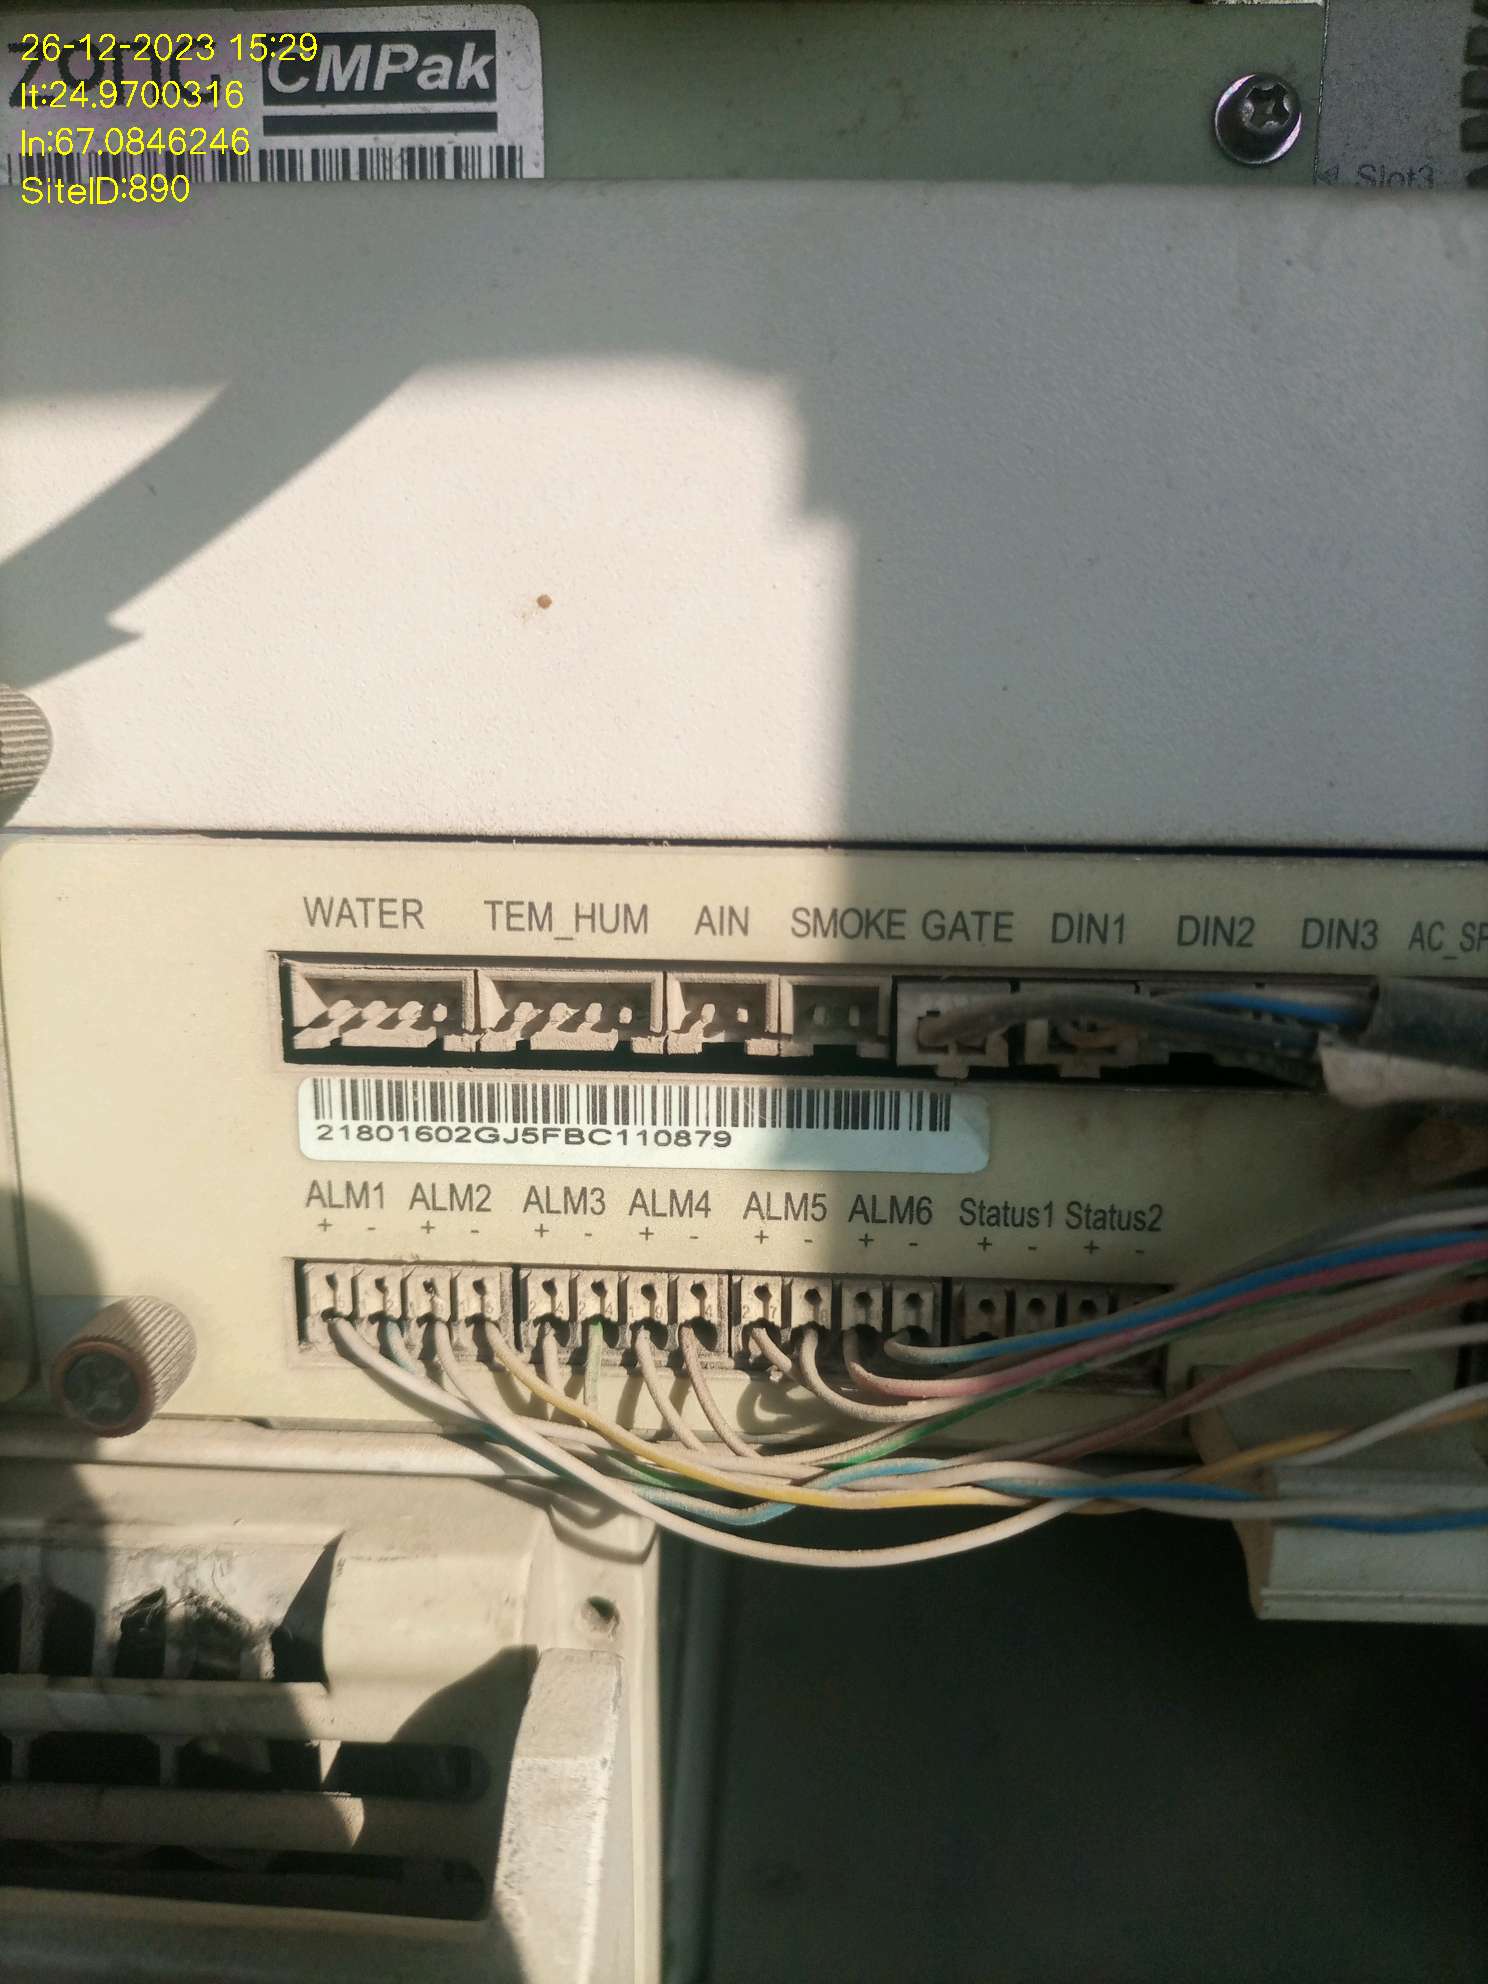 26-12-2023 15:29
zong CMPak
lt:24.9700316
ln:67.0846246
SiteID:890
Slot3
WATER TEM_HUM AIN SMOKE GATE DIN1 DIN2 DIN3
21801602GJ5FBC110879
ALM1 ALM2 ALM3 ALM4 ALM5 ALM6 Status1 Status2
+ - + - + - + - + - + - + - + -